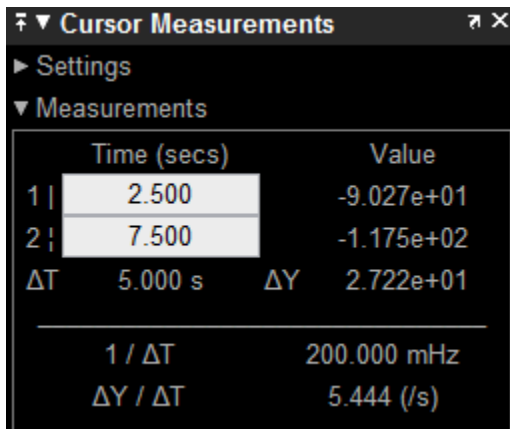 Cursor Measurements
Settings
Measurements
Time (secs) Value
1 | 2.500 -9.027e+01
2 ¦ 7.500 -1.175e+02
ΔT 5.000 s ΔY 2.722e+01
1 / ΔT 200.000 mHz
ΔY / ΔT 5.444 (/s)